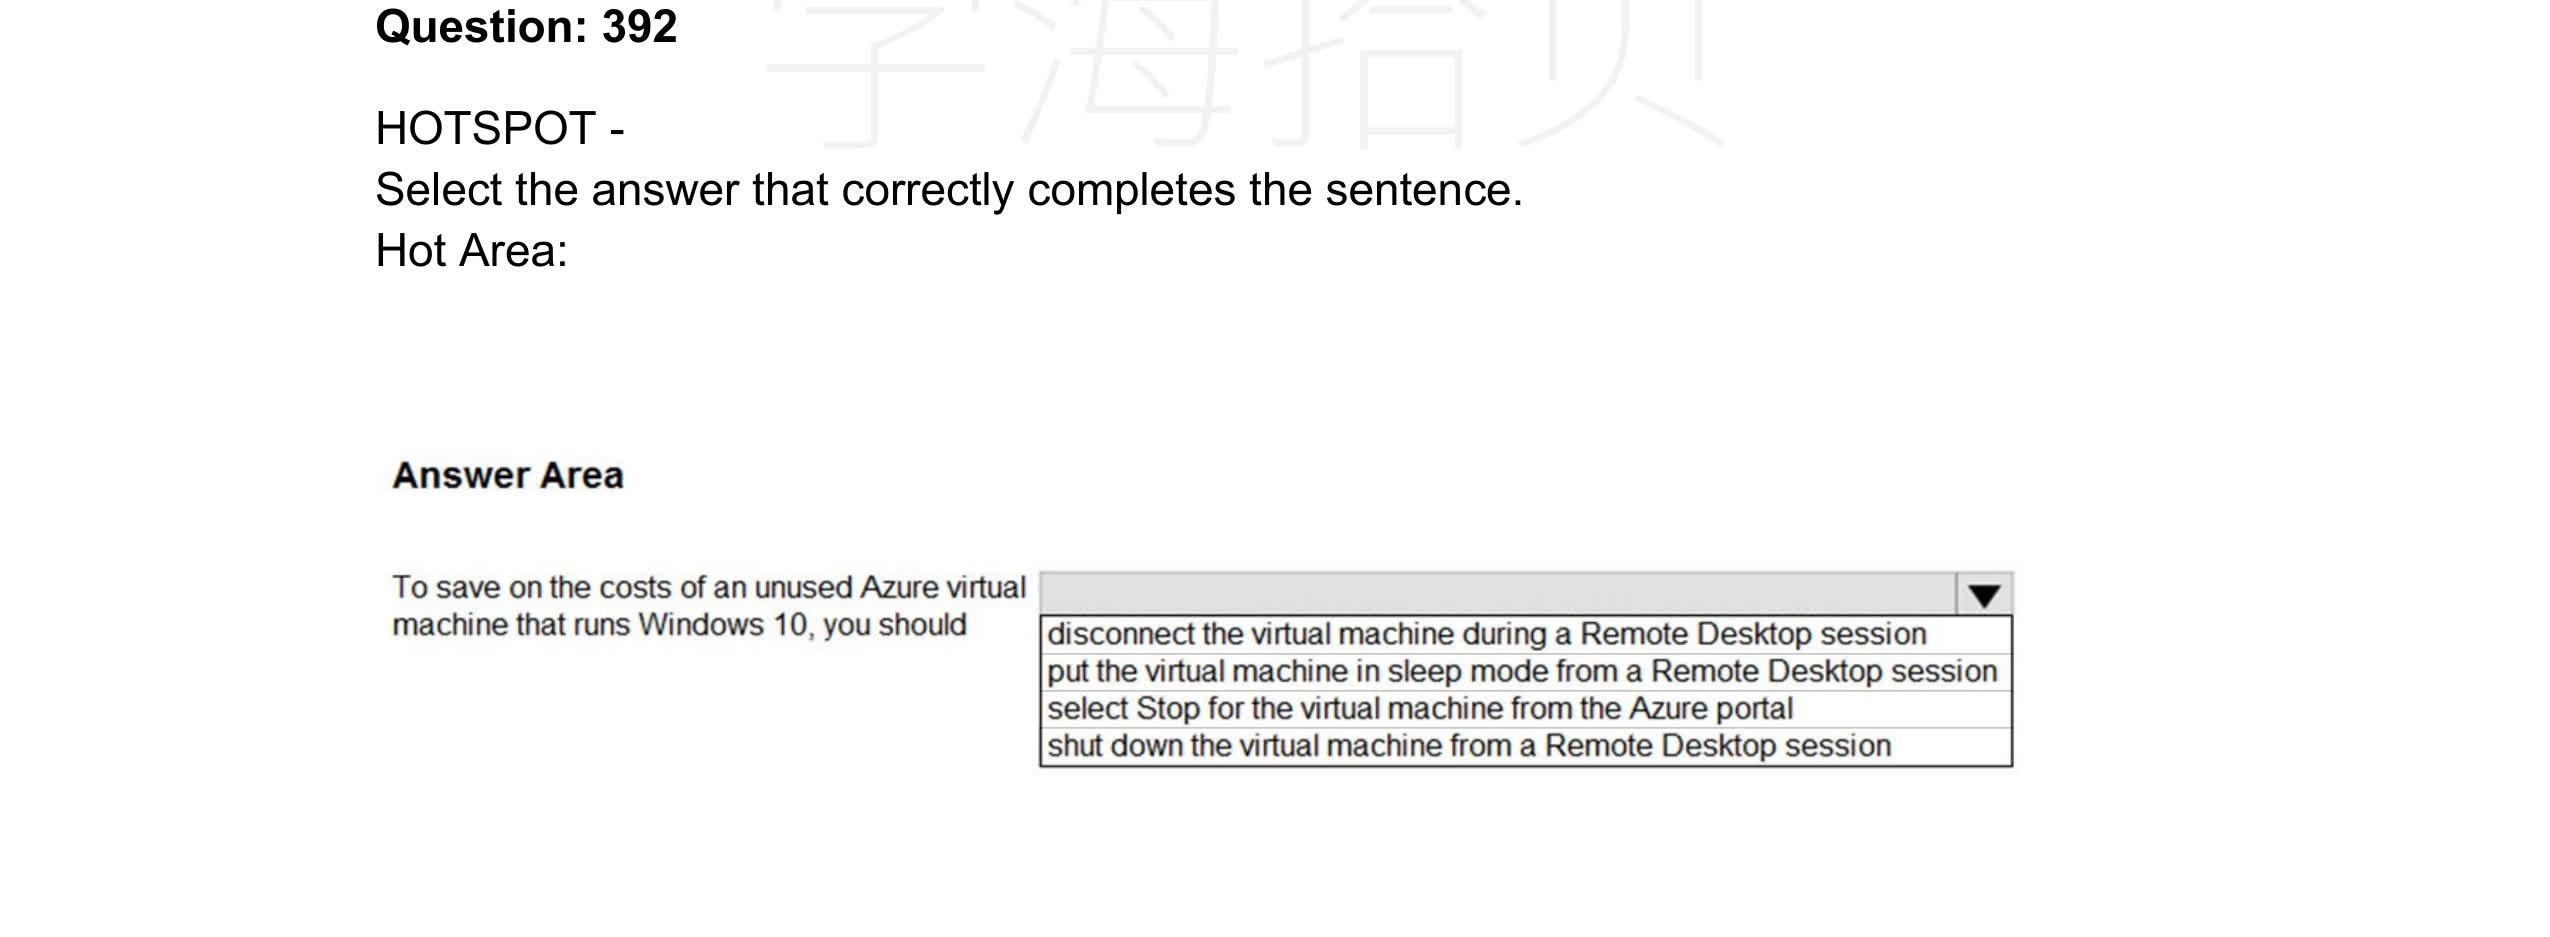 学海拾贝
Question: 392
HOTSPOT -
Select the answer that correctly completes the sentence.
Hot Area:
Answer Area
To save on the costs of an unused Azure virtual
machine that runs Windows 10, you should
disconnect the virtual machine during a Remote Desktop session
put the virtual machine in sleep mode from a Remote Desktop session
select Stop for the virtual machine from the Azure portal
shut down the virtual machine from a Remote Desktop session